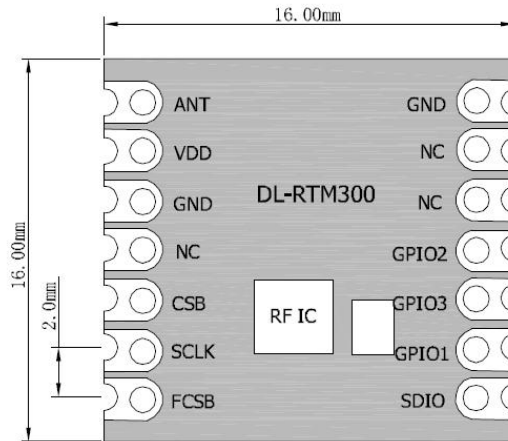 16.00mm
16.00mm
2.0mm
ANT
VDD
GND
NC
CSB
SCLK
FCSB
DL-RTM300
RF IC
GND
NC
NC
GPIO2
GPIO3
GPIO1
SDIO